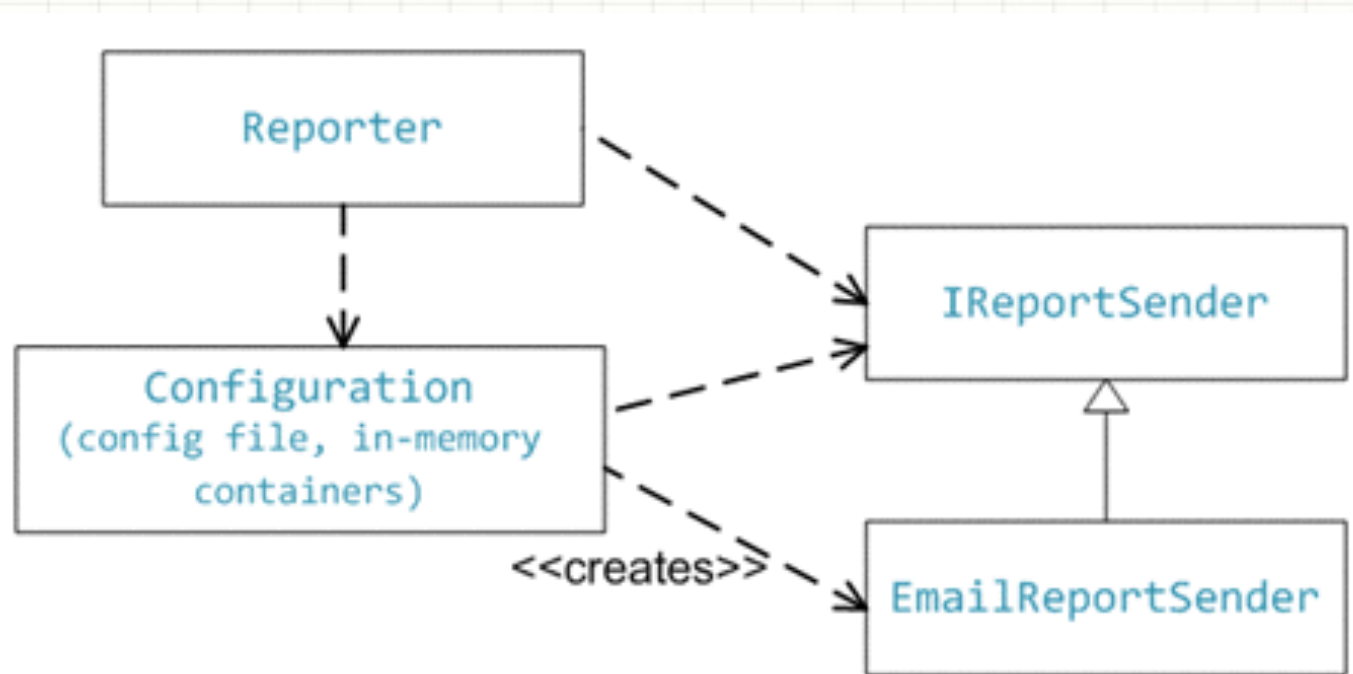 Reporter
IReportSender
Configuration
(config file, in-memory
containers)
<<creates>>
EmailReportSender